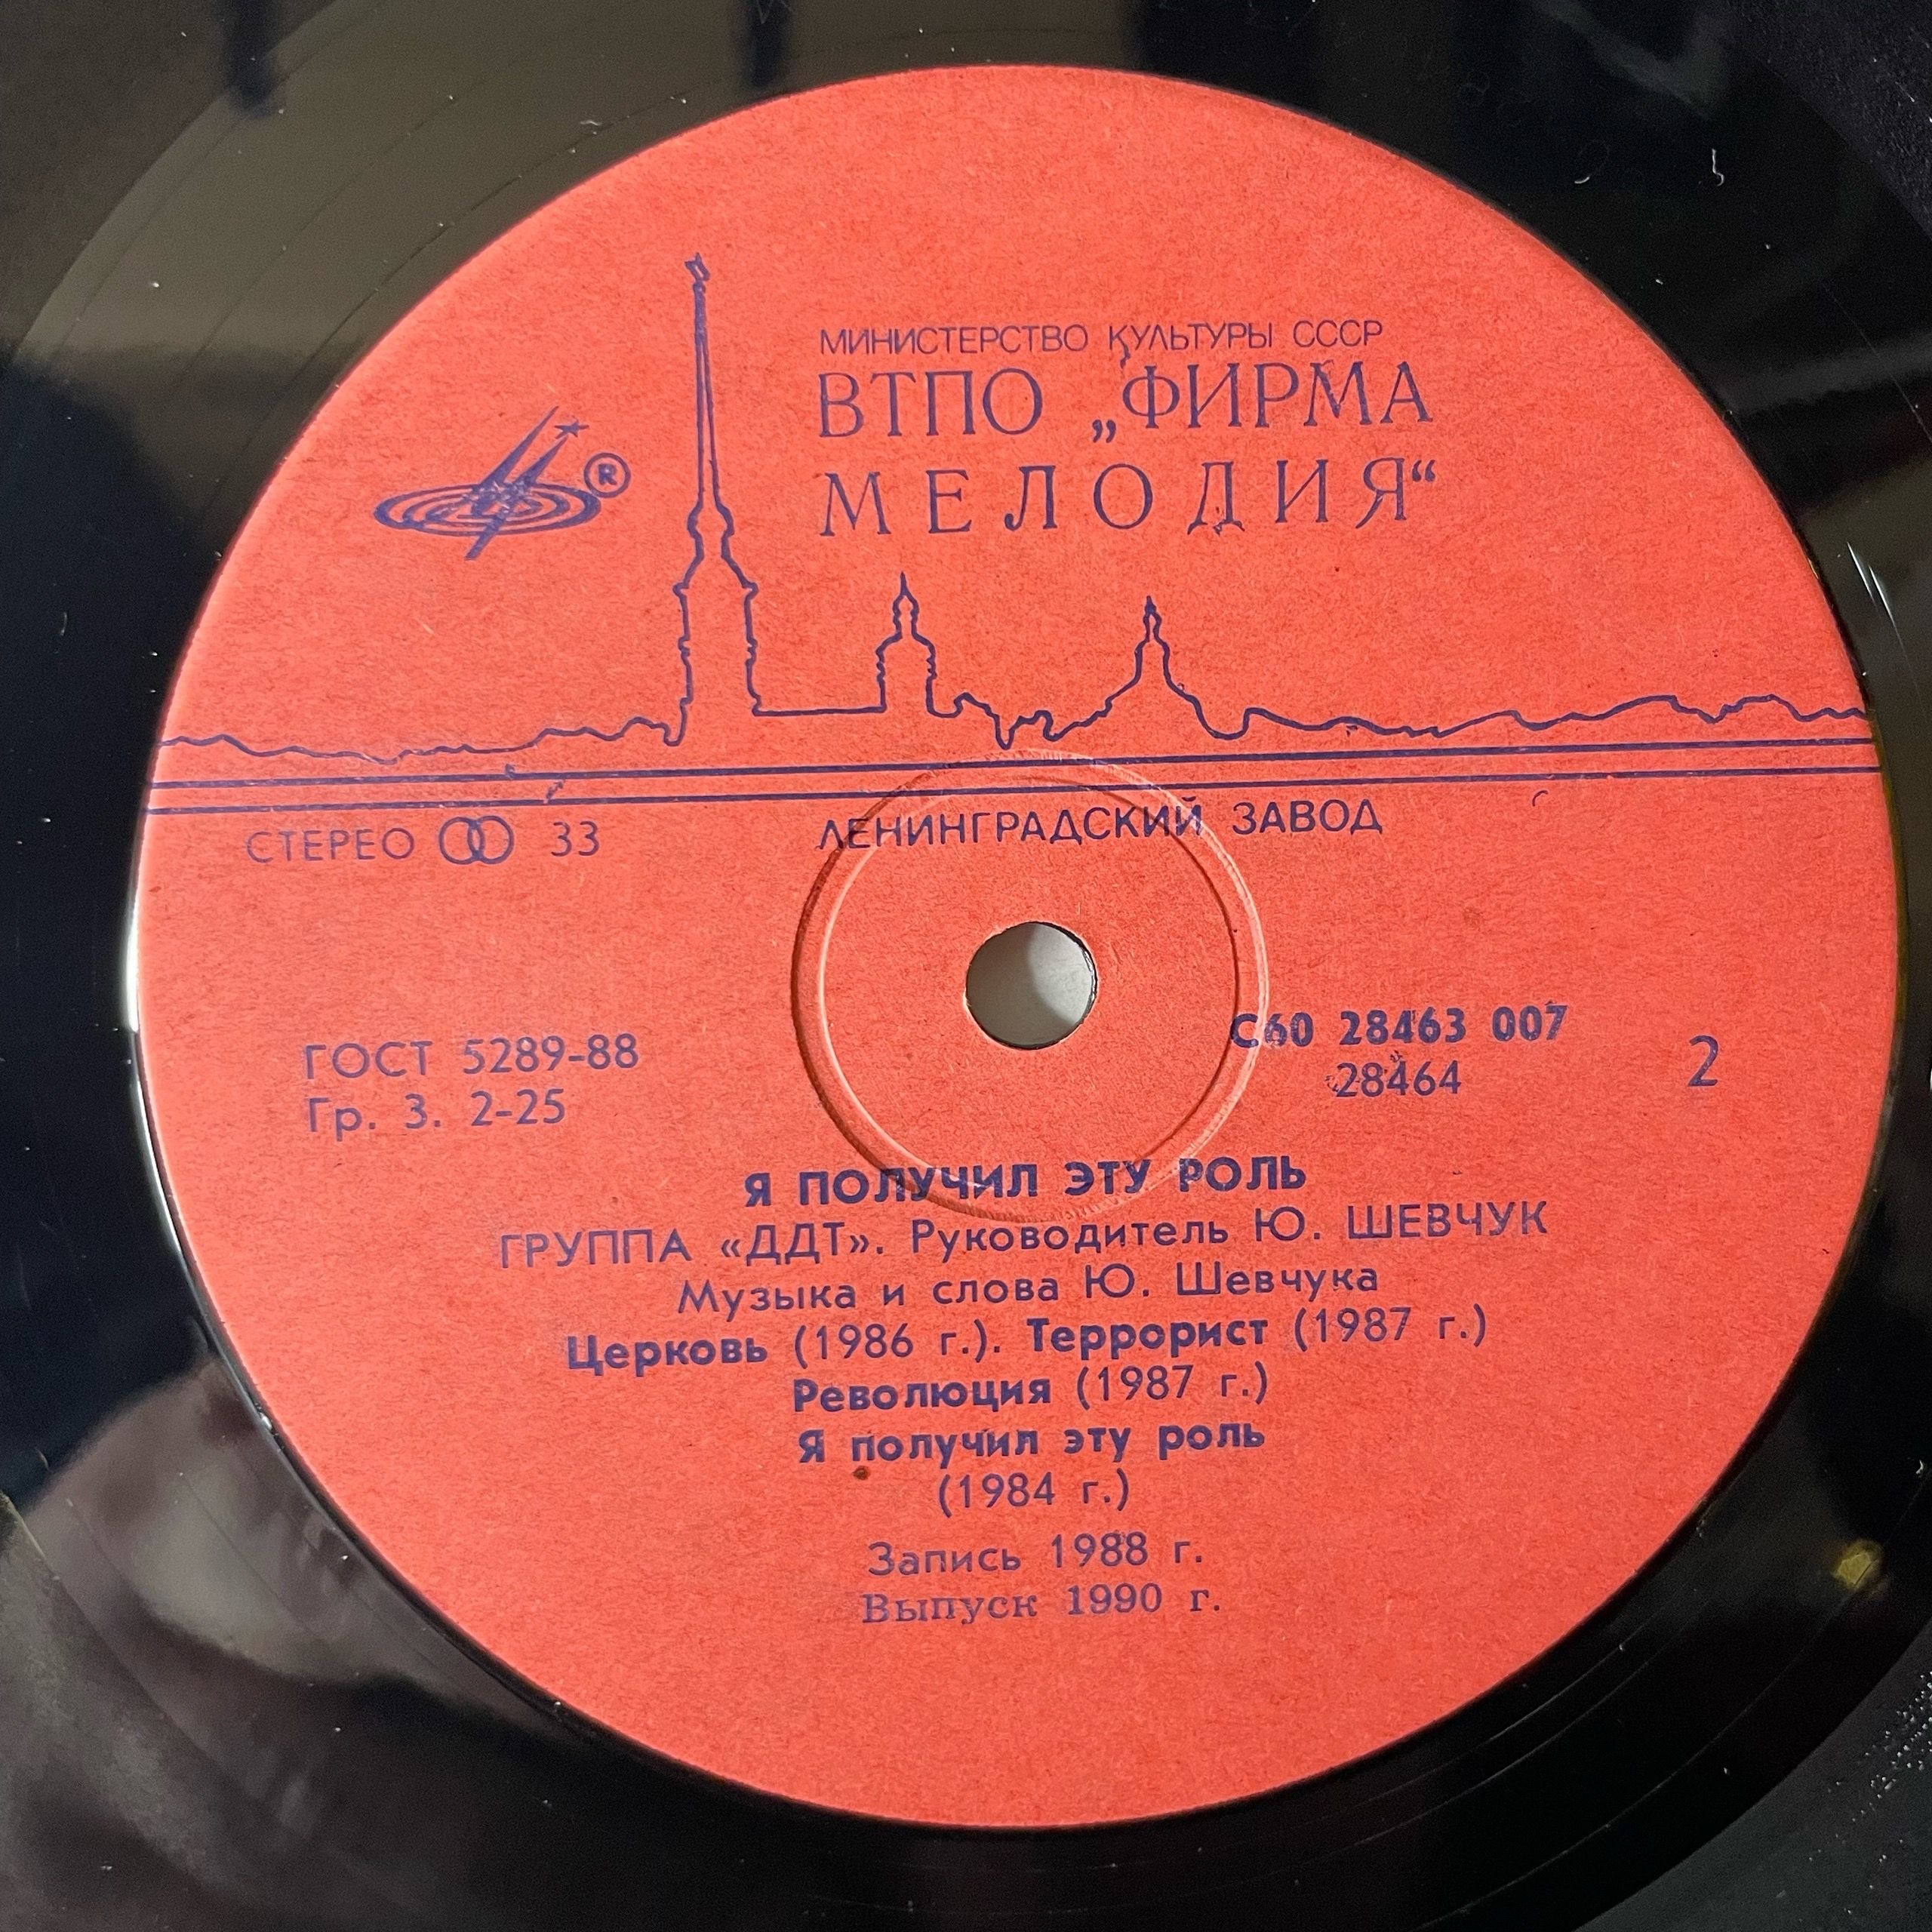 МИНИСТЕРСТВО КУЛЬТУРЫ СССР
ВТПО „ФИРМА
МЕЛОДИЯ“
®
СТЕРЕО 33
ЛЕНИНГРАДСКИЙ ЗАВОД
ГОСТ 5289-88
Гр. 3. 2-25
С60 28463 007
28464
2
Я ПОЛУЧИЛ ЭТУ РОЛЬ
ГРУППА «ДДТ». Руководитель Ю. ШЕВЧУК
Музыка и слова Ю. Шевчука
Церковь (1986 г.). Террорист (1987 г.)
Революция (1987 г.)
Я получил эту роль
(1984 г.)
Запись 1988 г.
Выпуск 1990 г.